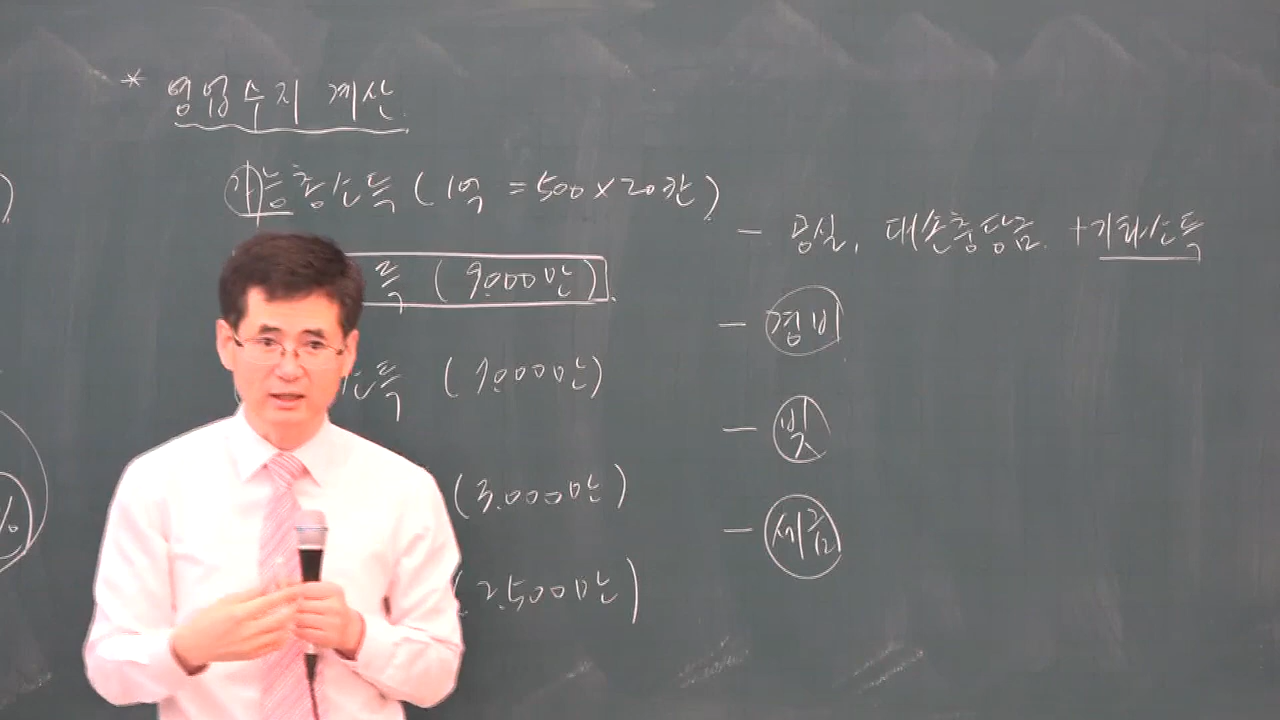 * 영업수지 계산
가능총소득 (1억 = 500 × 20칸)
- 공실, 대손충당금. +기타소득
득 (9.000만)
- 경비
소득 (7.000만)
- 빚
(3.000만)
- 세금
(2.500만)
)
%